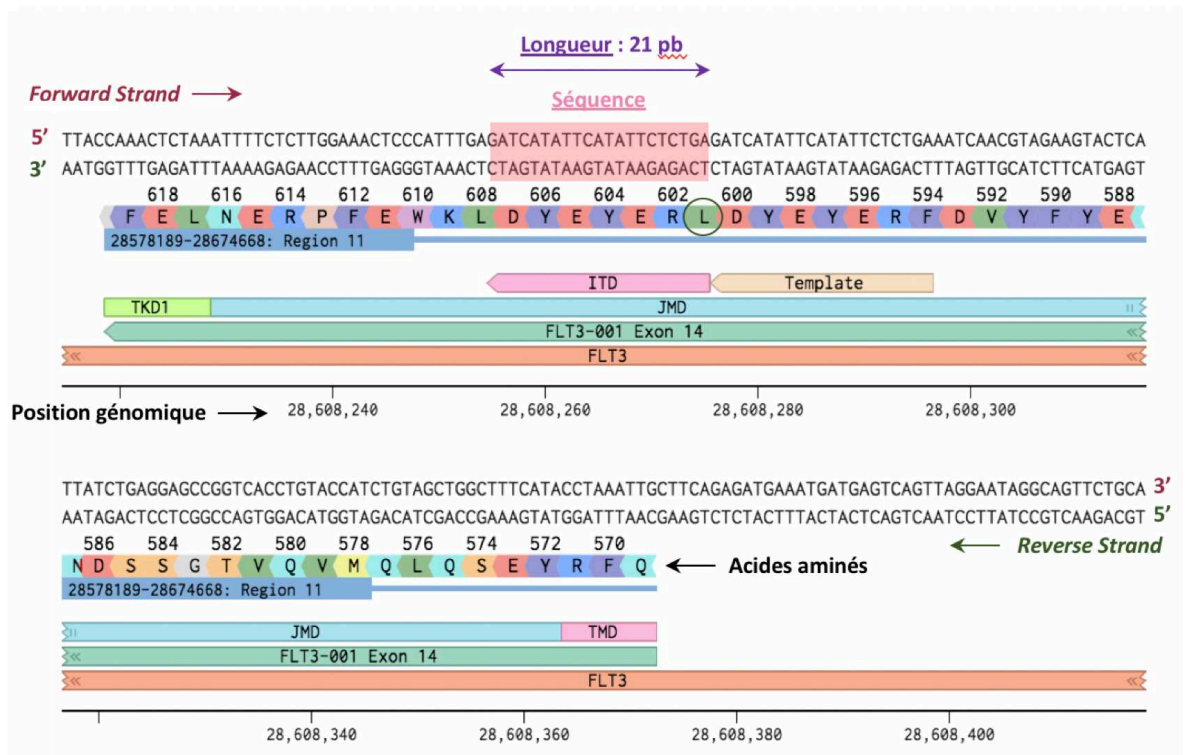 Longueur : 21 pb
Forward Strand
Séquence
5' TTACCAAACTCTAAATTTTCTCTTGGAAACTCCCATTTGAGATCATATTCATATTCTCTGAGATCATATTCATATTCTCTGAAATCAACGTAGAAGTACTCA
3' AATGGTTTGAGATTTAAAAGAGAACCTTTGAGGGTAAACTCTAGTATAAGTATAAGAGACTCTAGTATAAGTATAAGAGACTTTAGTTGCATCTTCATGAGT
618 616 614 612 610 608 606 604 602 600 598 596 594 592 590 588
F E L N E R P F E W K L D Y E Y E R L D Y E Y E R F D V Y F Y E
28578189-28674668: Region 11
ITD Template
TKD1 JMD
FLT3-001 Exon 14
FLT3
Position génomique 28,608,240 28,608,260 28,608,280 28,608,300
TTATCTGAGGAGCCGGTCACCTGTACCATCTGTAGCTGGCTTTCATACCTAAATTGCTTCAGAGATGAAATGATGAGTCAGTTAGGAATAGGCAGTTCTGCA 3'
AATAGACTCCTCGGCCAGTGGACATGGTAGACATCGACCGAAAGTATGGATTTAACGAAGTCTCTACTTTACTACTCAGTCAATCCTTATCCGTCAAGACGT 5'
586 584 582 580 578 576 574 572 570
Reverse Strand
N D S S G T V Q V M Q L Q S E Y R F Q Acides aminés
28578189-28674668: Region 11
JMD TMD
FLT3-001 Exon 14
FLT3
28,608,340 28,608,360 28,608,380 28,608,400